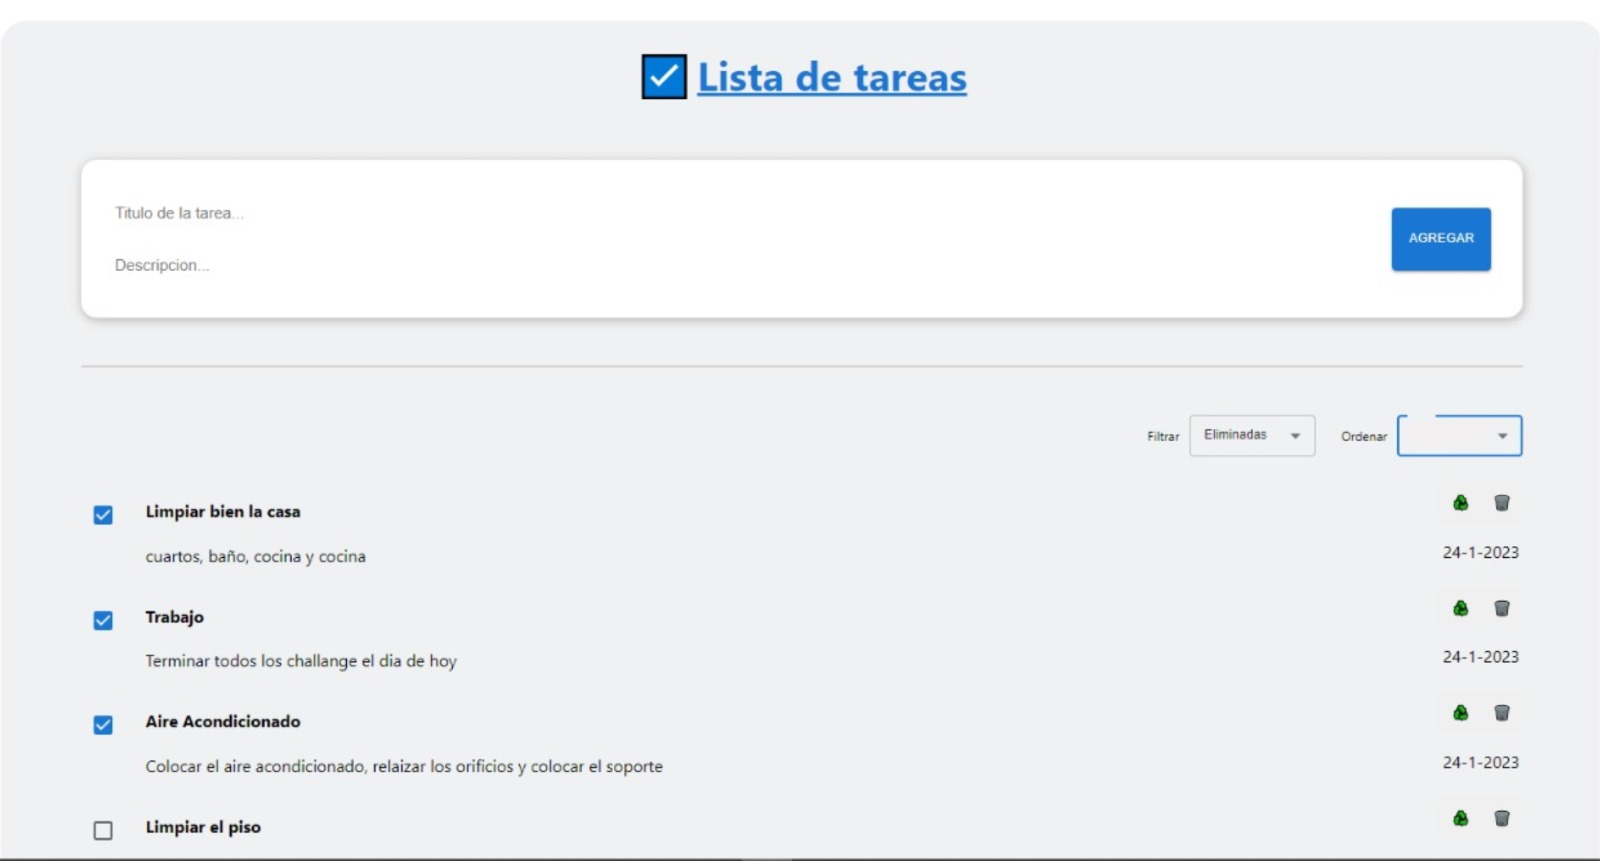 Lista de tareas
Titulo de la tarea...
AGREGAR
Descripcion...
Filtrar Eliminadas Ordenar
Limpiar bien la casa
cuartos, baño, cocina y cocina
24-1-2023
Trabajo
Terminar todos los challange el dia de hoy
24-1-2023
Aire Acondicionado
Colocar el aire acondicionado, relaizar los orificios y colocar el soporte
24-1-2023
Limpiar el piso